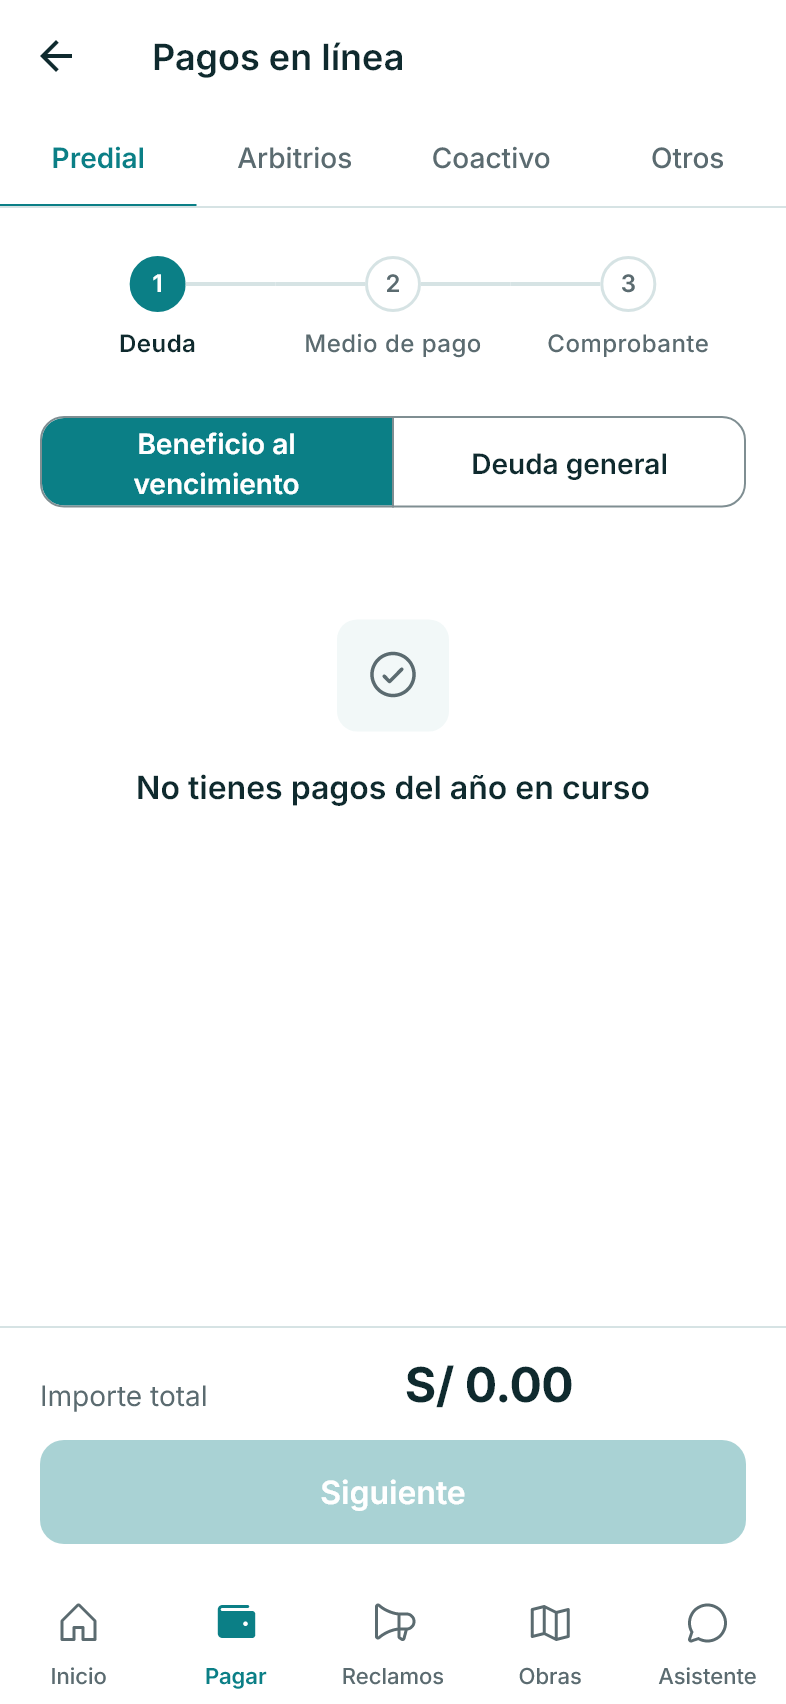 Pagos en línea
Predial
Arbitrios
Coactivo
Otros
1
2
3
Deuda
Medio de pago
Comprobante
Beneficio al
vencimiento
Deuda general
No tienes pagos del año en curso
Importe total
S/ 0.00
Siguiente
Inicio
Pagar
Reclamos
Obras
Asistente